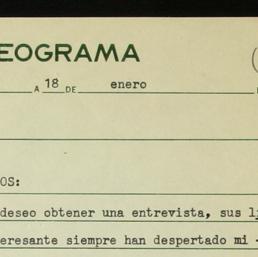 EOGRAMA
A 18 DE enero
OS:
deseo obtener una entrevista, sus
eresante siempre han despertado mi -